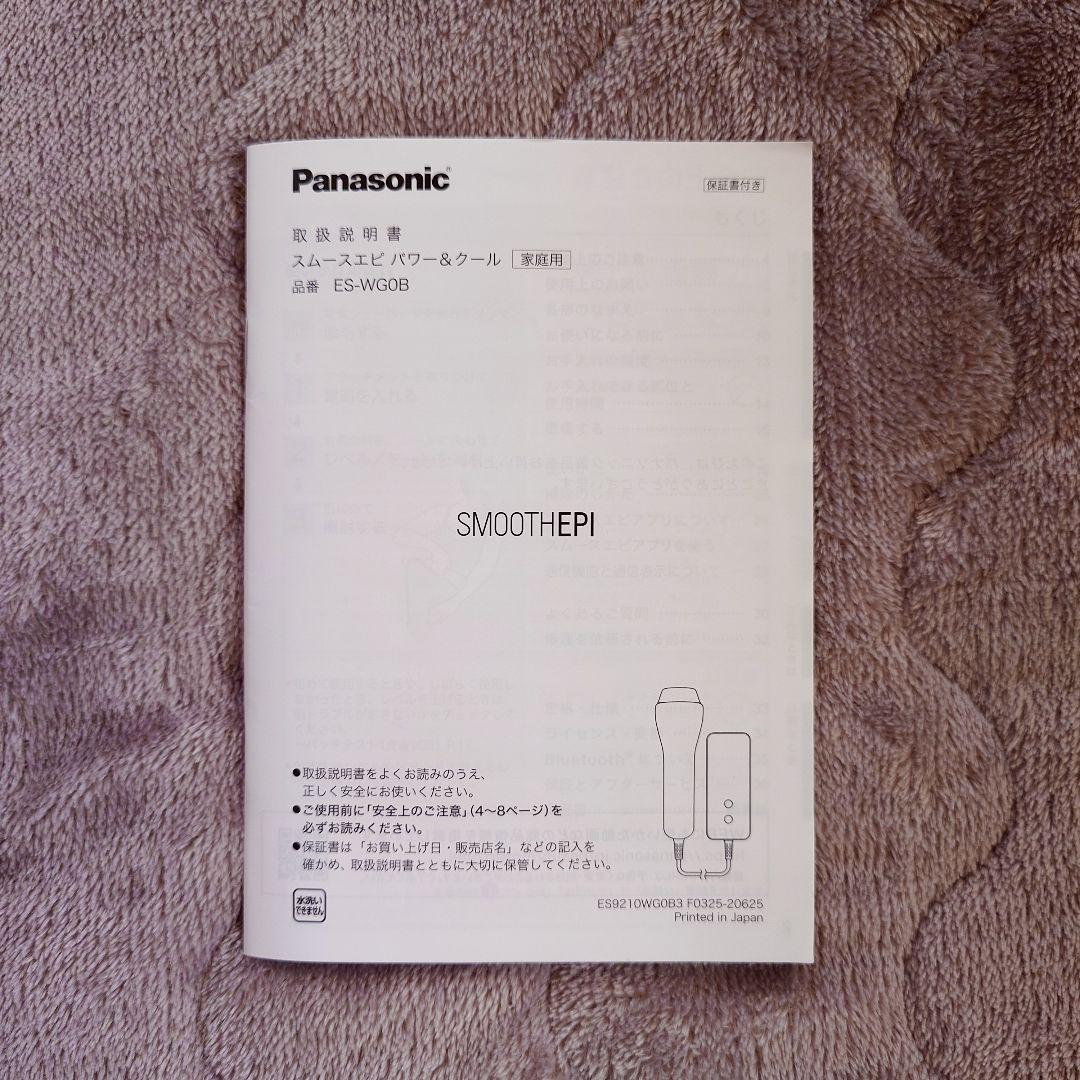 Panasonic®
保証書付き
取扱説明書
スムースエピ パワー＆クール 家庭用
品番 ES-WG0B
SMOOTHEPI
●取扱説明書をよくお読みのうえ、
正しく安全にお使いください。
●ご使用前に「安全上のご注意」（4～8ページ）を
必ずお読みください。
●保証書は「お買い上げ日・販売店名」などの記入を
確かめ、取扱説明書とともに大切に保管してください。
水洗い
できません
ES9210WG0B3 F0325-20625
Printed in Japan